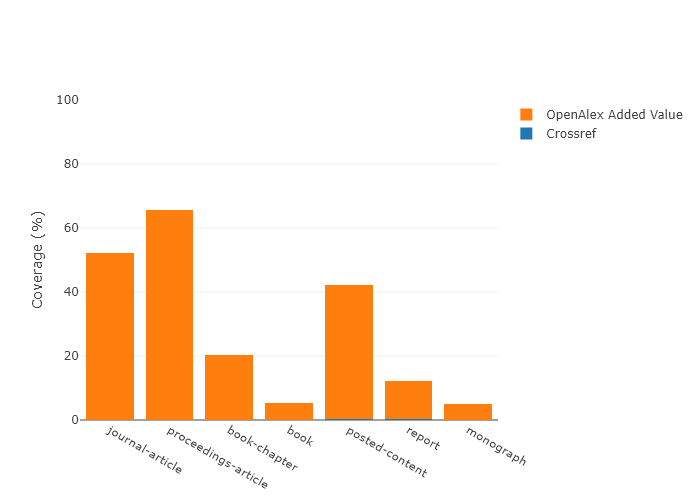 100
80
60
40
20
0
Coverage (%)
journal-article
proceedings-article
book-chapter
book
posted-content
report
monograph
OpenAlex Added Value
Crossref